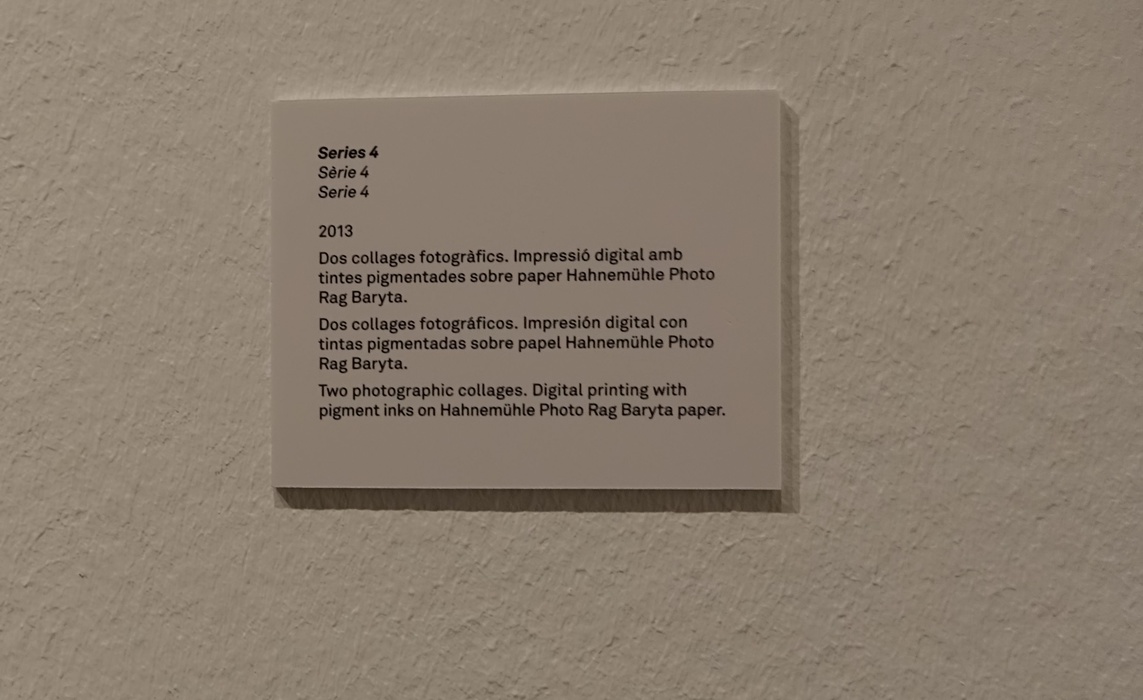 Series 4
Sèrie 4
Serie 4
2013
Dos collages fotogràfics. Impressió digital amb
tintes pigmentades sobre paper Hahnemühle Photo
Rag Baryta.
Dos collages fotográficos. Impresión digital con
tintas pigmentadas sobre papel Hahnemühle Photo
Rag Baryta.
Two photographic collages. Digital printing with
pigment inks on Hahnemühle Photo Rag Baryta paper.